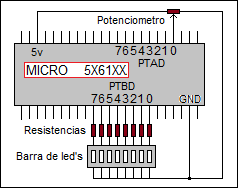 Potenciometro
5v 76543210
PTAD
MICRO 5X61XX
PTBD
76543210 GND
Resistencias
Barra de led's